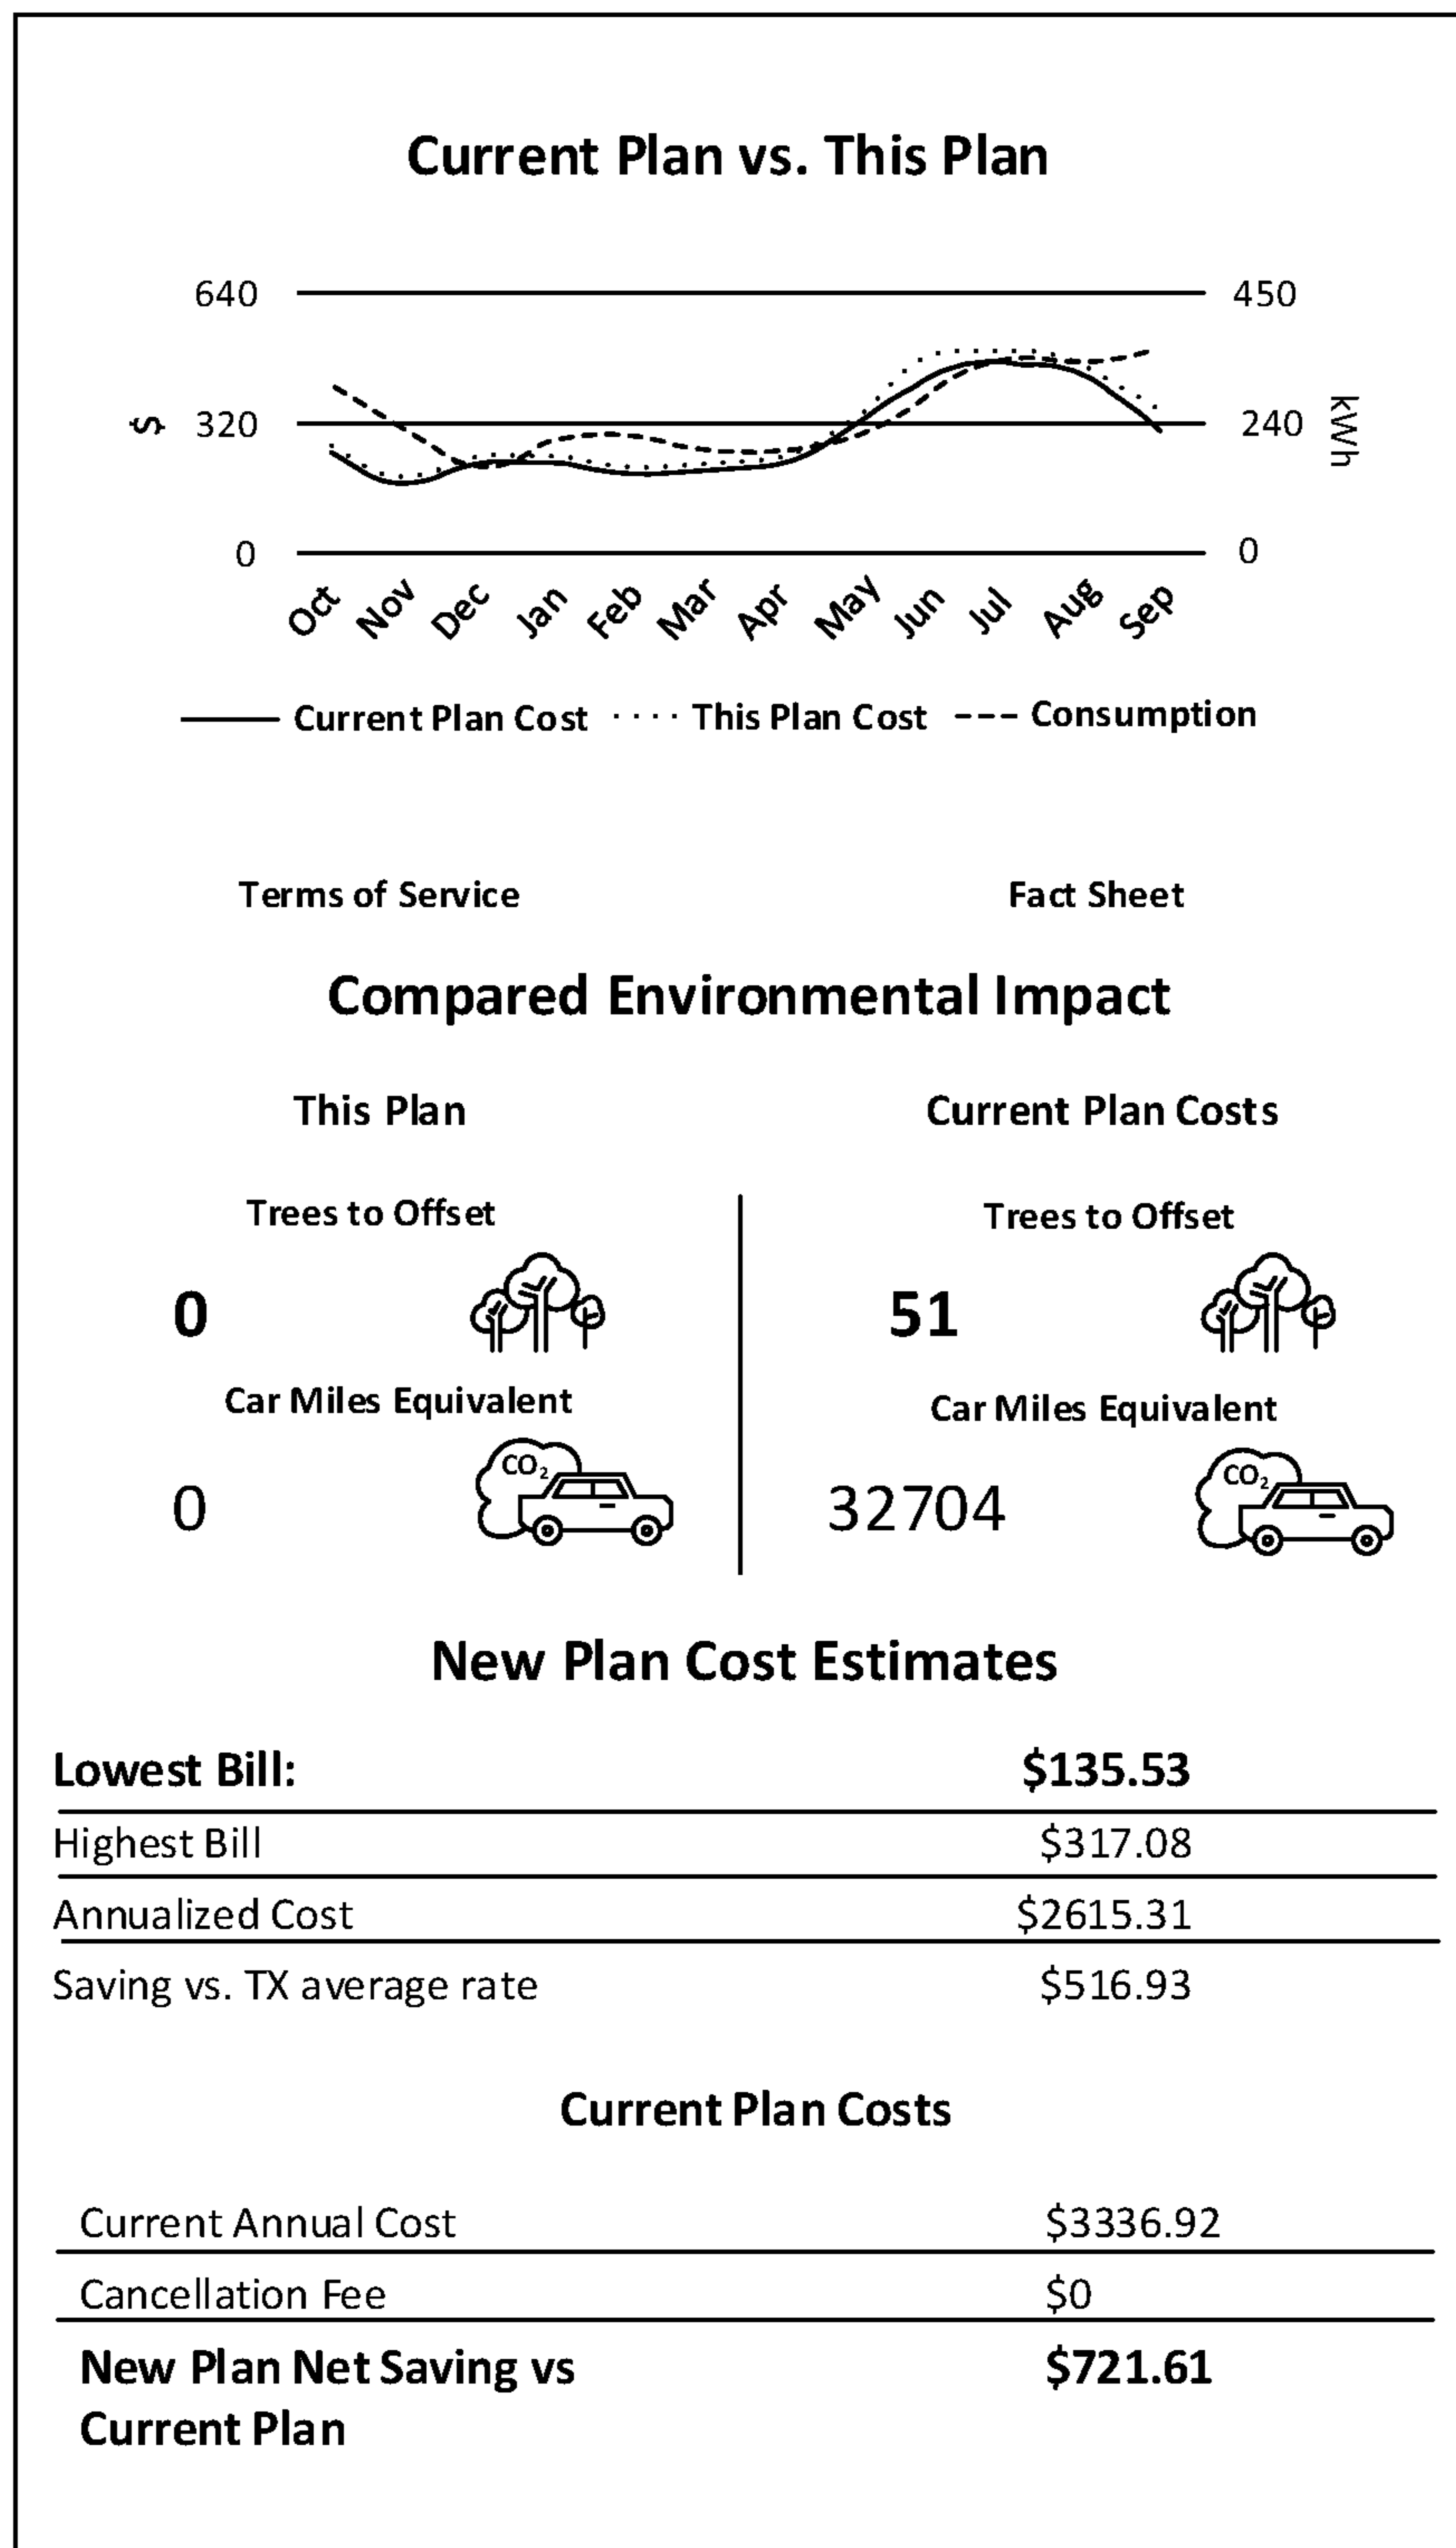 Current Plan vs. This Plan
640
450
$
320
240
kWh
0
0
Oct
Nov
Dec
Jan
Feb
Mar
Apr
May
Jun
Jul
Aug
Sep
Current Plan Cost
This Plan Cost
Consumption
Terms of Service
Fact Sheet
Compared Environmental Impact
This Plan
Current Plan Costs
Trees to Offset
Trees to Offset
0
51
Car Miles Equivalent
Car Miles Equivalent
CO₂
CO₂
0
32704
New Plan Cost Estimates
Lowest Bill: $135.53
Highest Bill $317.08
Annualized Cost $2615.31
Saving vs. TX average rate $516.93
Current Plan Costs
Current Annual Cost $3336.92
Cancellation Fee $0
New Plan Net Saving vs $721.61
Current Plan